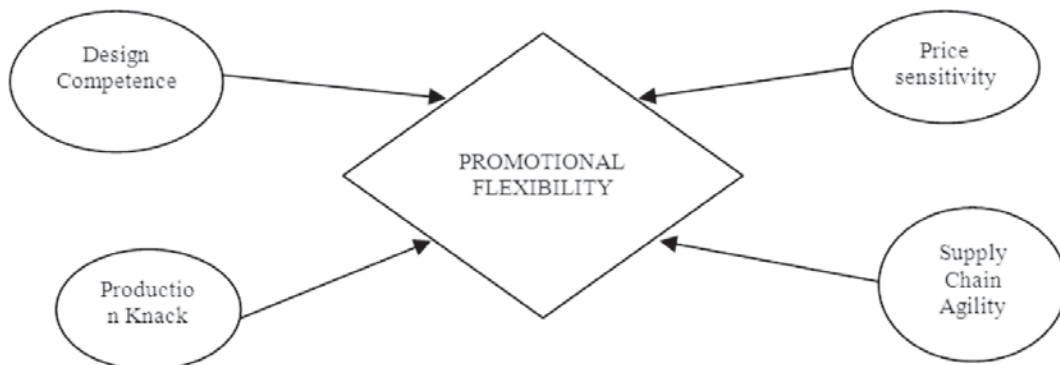 Design
Competence
Price
sensitivity
PROMOTIONAL
FLEXIBILITY
Productio
n Knack
Supply
Chain
Agility